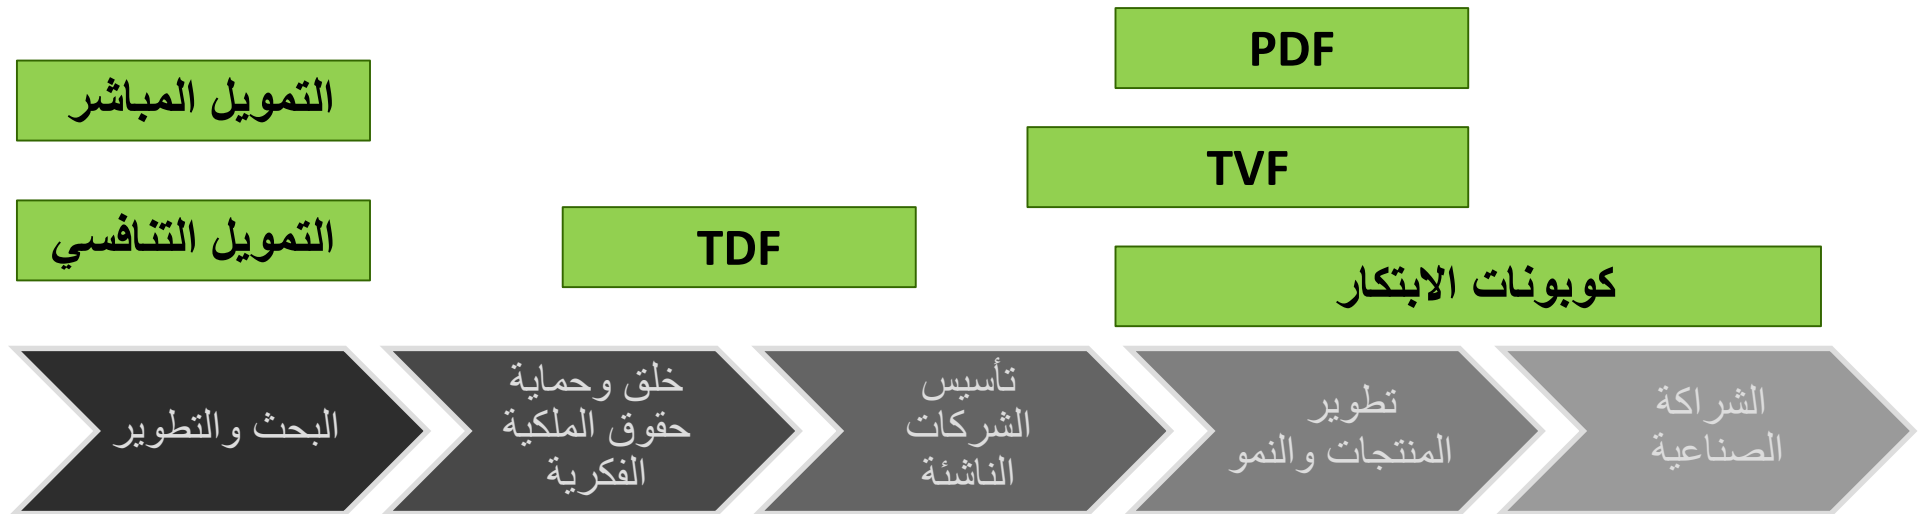 PDF
التمويل المباشر
TVF
التمويل التنافسي
TDF
كوبونات الابتكار
البحث والتطوير
خلق وحماية
حقوق الملكية
الفكرية
تأسيس
الشركات
الناشئة
تطوير
المنتجات والنمو
الشراكة
الصناعية